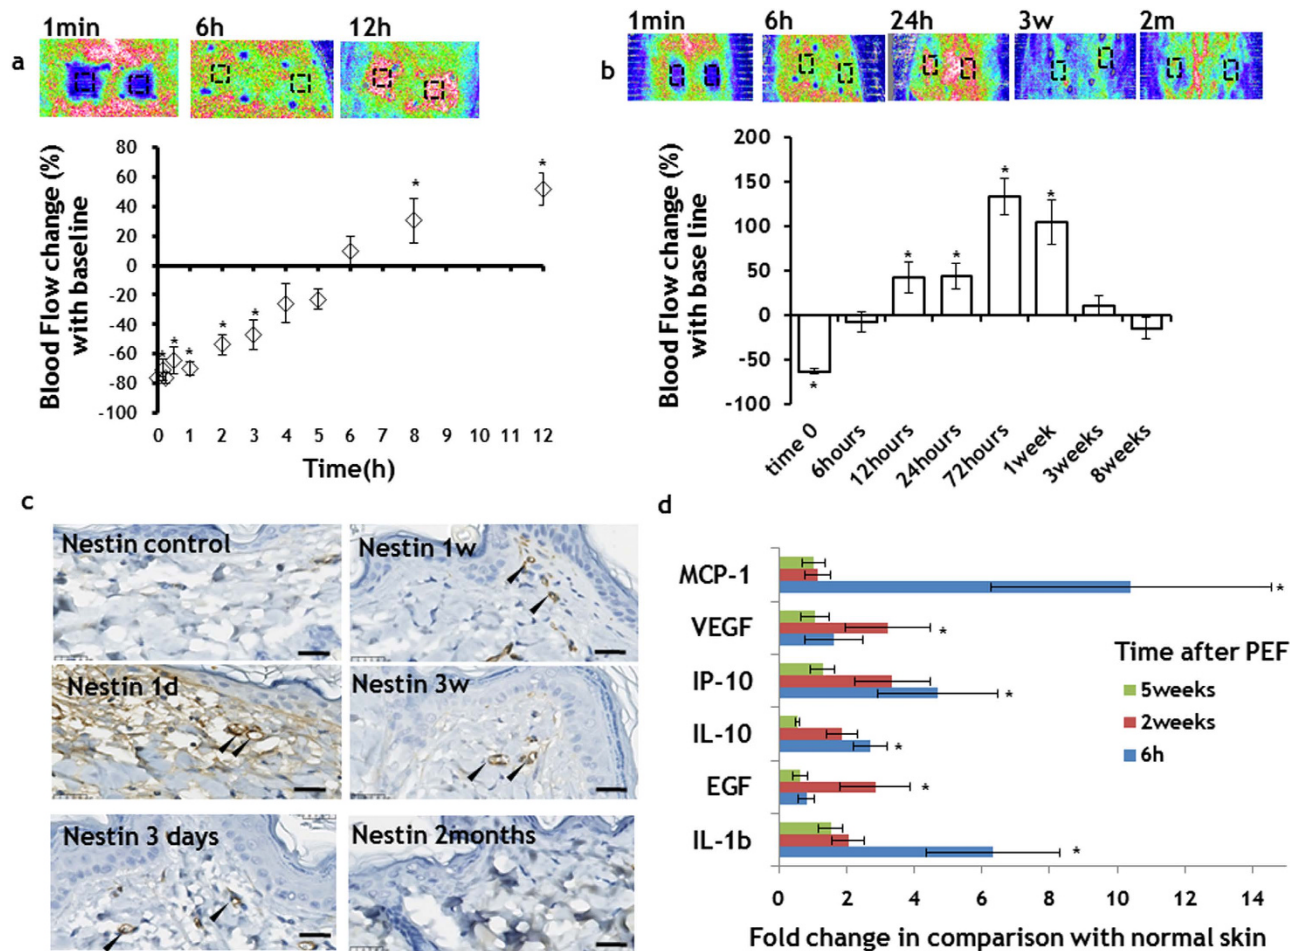 a
1min
6h
12h
Blood Flow change (%)
with baseline
80
60
40
20
0
-20
-40
-60
-80
-100
*
*
*
*
*
*
*
0
1
2
3
4
5
6
7
8
9
10
11
12
Time(h)
b
1min
6h
24h
3w
2m
Blood Flow change (%)
with base line
200
150
100
50
0
-50
-100
*
*
*
*
*
time 0
6hours
12hours
24hours
72hours
1week
3weeks
8weeks
c
Nestin control
Nestin 1w
Nestin 1d
Nestin 3w
Nestin 3 days
Nestin 2months
d
MCP-1
VEGF
IP-10
IL-10
EGF
IL-1b
*
*
*
*
*
*
Time after PEF
5weeks
2weeks
6h
0
2
4
6
8
10
12
14
Fold change in comparison with normal skin